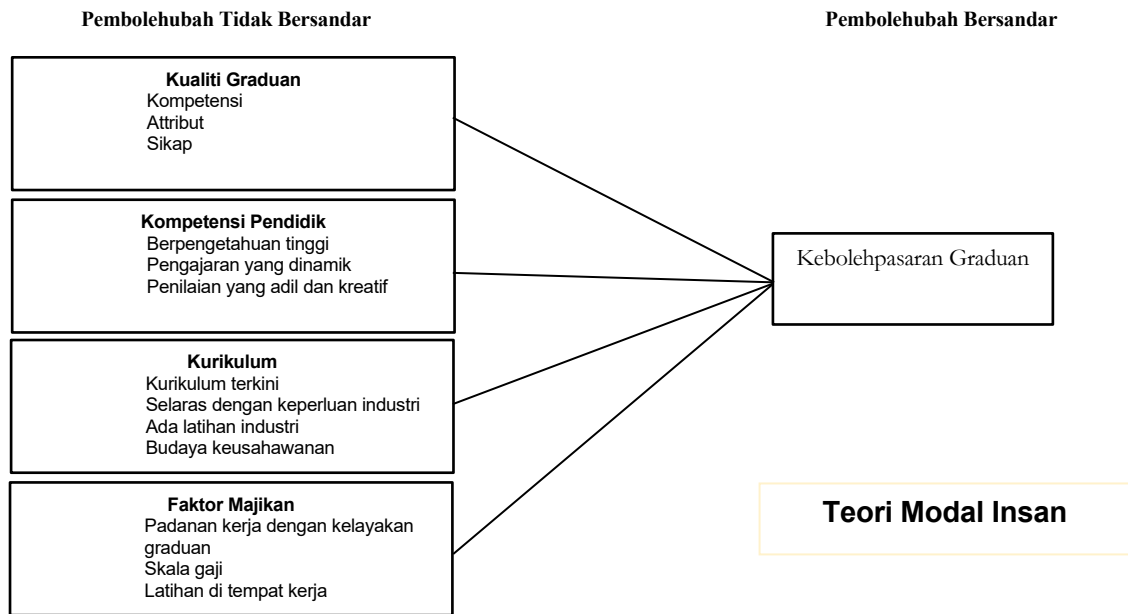 Pembolehubah Tidak Bersandar
Pembolehubah Bersandar
Kualiti Graduan
Kompetensi
Attribut
Sikap
Kompetensi Pendidik
Berpengetahuan tinggi
Pengajaran yang dinamik
Penilaian yang adil dan kreatif
Kurikulum
Kurikulum terkini
Selaras dengan keperluan industri
Ada latihan industri
Budaya keusahawanan
Faktor Majikan
Padanan kerja dengan kelayakan
graduan
Skala gaji
Latihan di tempat kerja
Kebolehpasaran Graduan
Teori Modal Insan